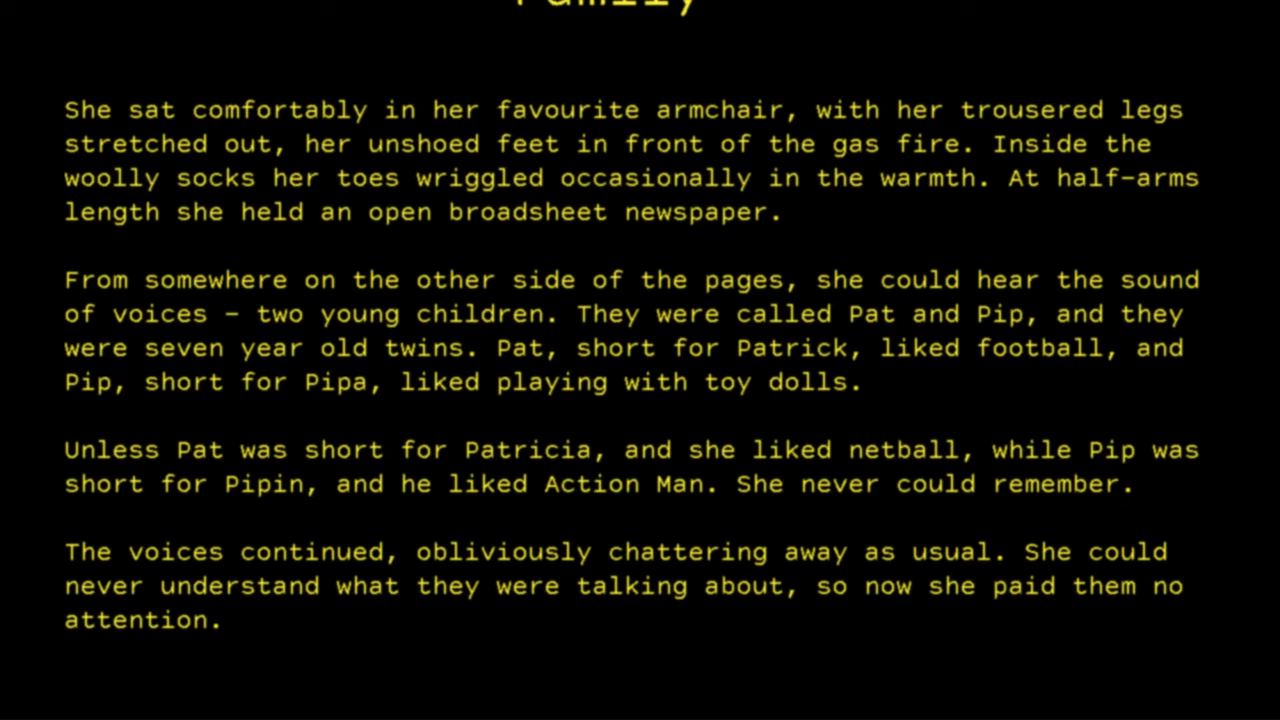 Family
She sat comfortably in her favourite armchair, with her trousered legs
stretched out, her unshoed feet in front of the gas fire. Inside the
woolly socks her toes wriggled occasionally in the warmth. At half-arms
length she held an open broadsheet newspaper.
From somewhere on the other side of the pages, she could hear the sound
of voices - two young children. They were called Pat and Pip, and they
were seven year old twins. Pat, short for Patrick, liked football, and
Pip, short for Pipa, liked playing with toy dolls.
Unless Pat was short for Patricia, and she liked netball, while Pip was
short for Pipin, and he liked Action Man. She never could remember.
The voices continued, obliviously chattering away as usual. She could
never understand what they were talking about, so now she paid them no
attention.